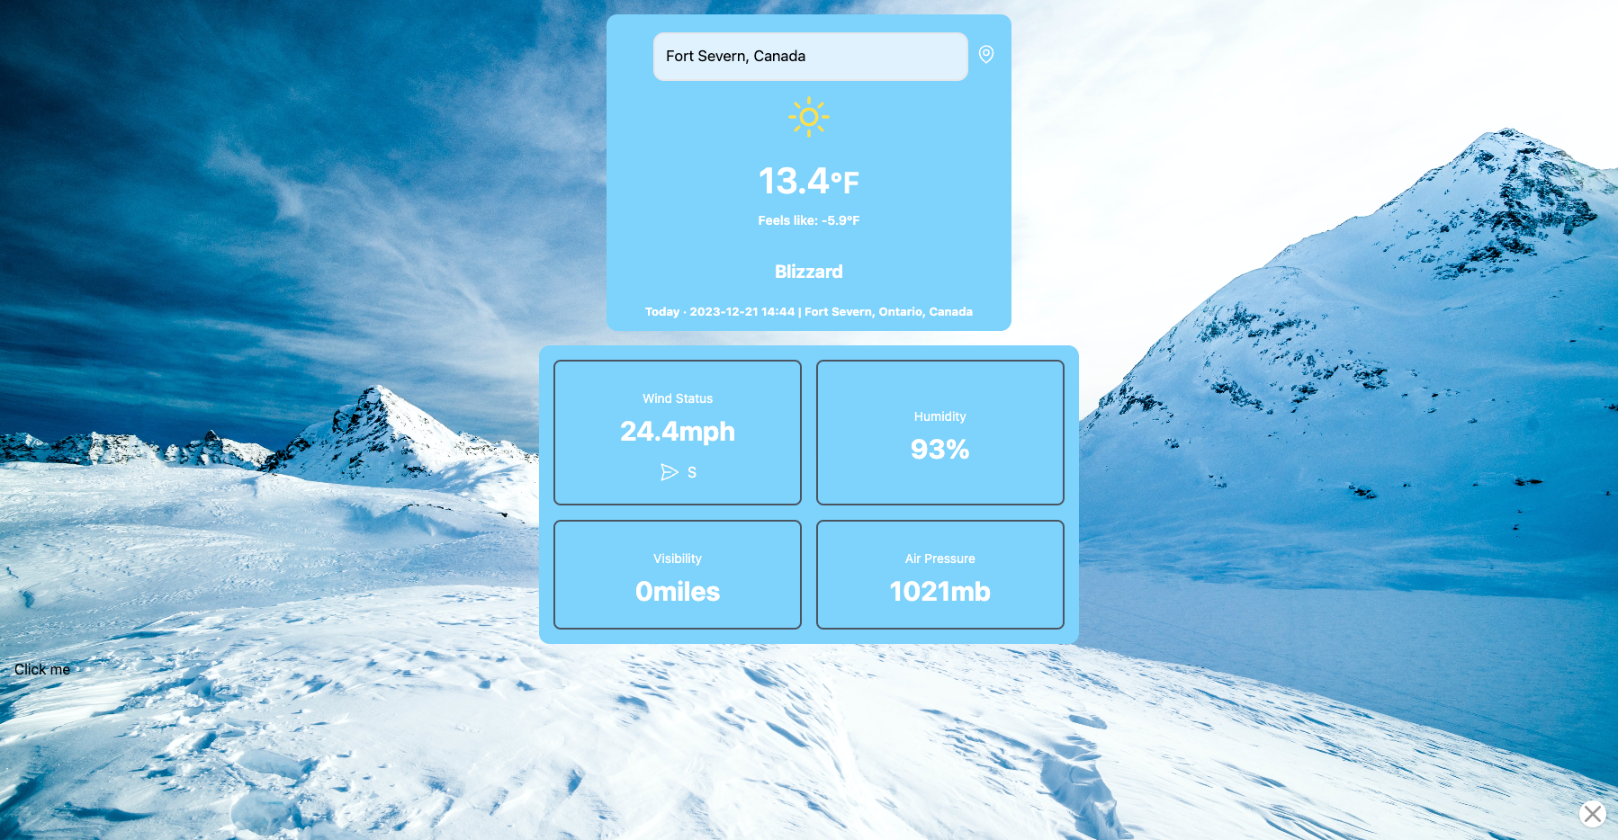 Fort Severn, Canada
13.4°F
Feels like: -5.9°F
Blizzard
Today · 2023-12-21 14:44 | Fort Severn, Ontario, Canada
Wind Status
24.4mph
S
Humidity
93%
Visibility
0miles
Air Pressure
1021mb
Click me